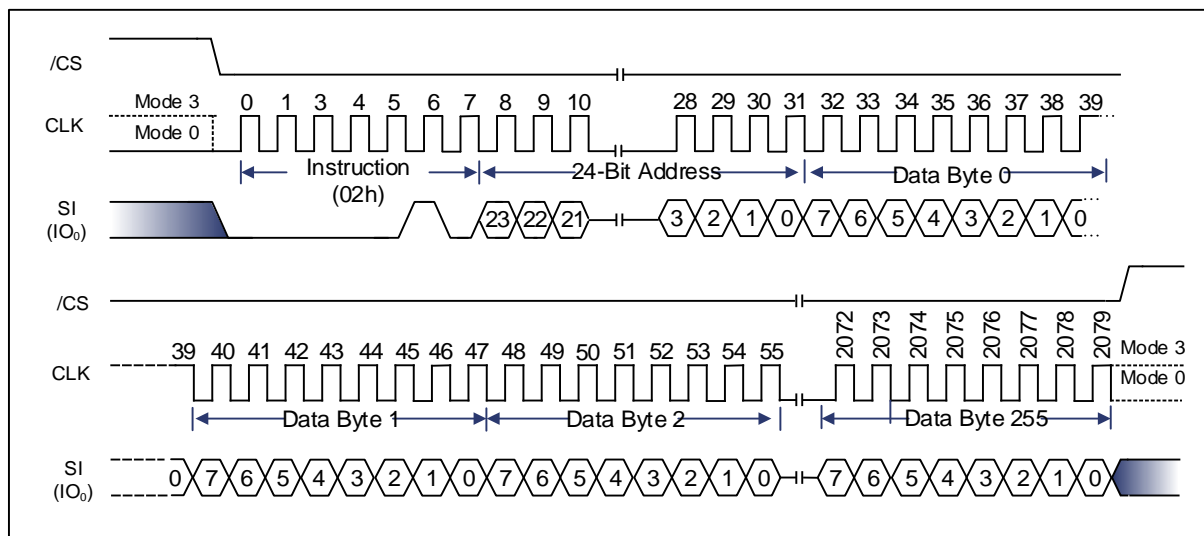 /CS
Mode 3
0 1 3 4 5 6 7 8 9 10 28 29 30 31 32 33 34 35 36 37 38 39
CLK
Mode 0
Instruction (02h)
24-Bit Address
Data Byte 0
SI (IO₀)
23 22 21 3 2 1 0 7 6 5 4 3 2 1 0
/CS
39 40 41 42 43 44 45 46 47 48 49 50 51 52 53 54 55 2072 2073 2074 2075 2076 2077 2078 2079
Mode 3
CLK
Mode 0
Data Byte 1
Data Byte 2
Data Byte 255
SI (IO₀)
0 7 6 5 4 3 2 1 0 7 6 5 4 3 2 1 0 7 6 5 4 3 2 1 0